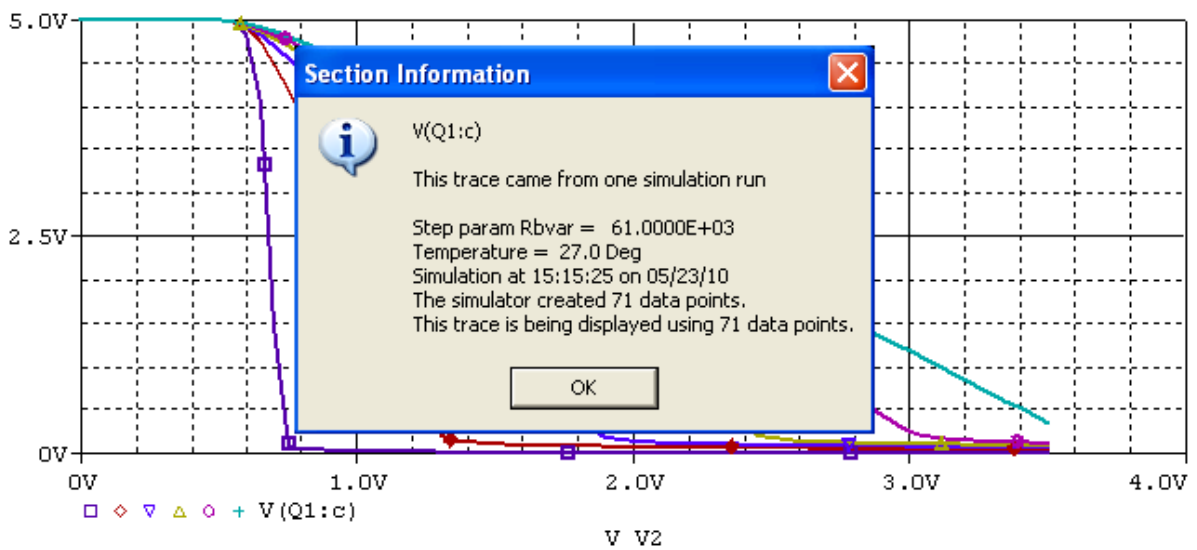 5.0V
Section Information
V(Q1:c)
This trace came from one simulation run
Step param Rbvar =   61.0000E+03
Temperature =  27.0 Deg
Simulation at 15:15:25 on 05/23/10
The simulator created 71 data points.
This trace is being displayed using 71 data points.
OK
2.5V
0V
0V 1.0V 2.0V 3.0V 4.0V
V(Q1:c)
V_V2